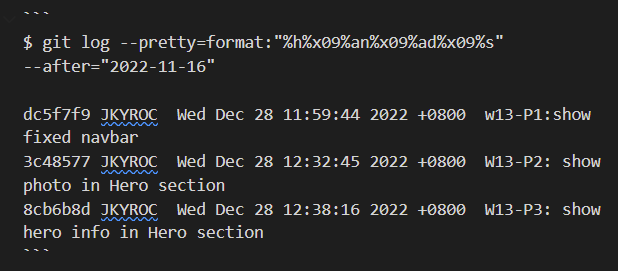 ```
$ git log --pretty=format:"%h%x09%an%x09%ad%x09%s"
--after="2022-11-16"
dc5f7f9 JKYROC  Wed Dec 28 11:59:44 2022 +0800  W13-P1:show
fixed navbar
3c48577 JKYROC  Wed Dec 28 12:32:45 2022 +0800  W13-P2: show
photo in Hero section
8cb6b8d JKYROC  Wed Dec 28 12:38:16 2022 +0800  W13-P3: show
hero info in Hero section
```